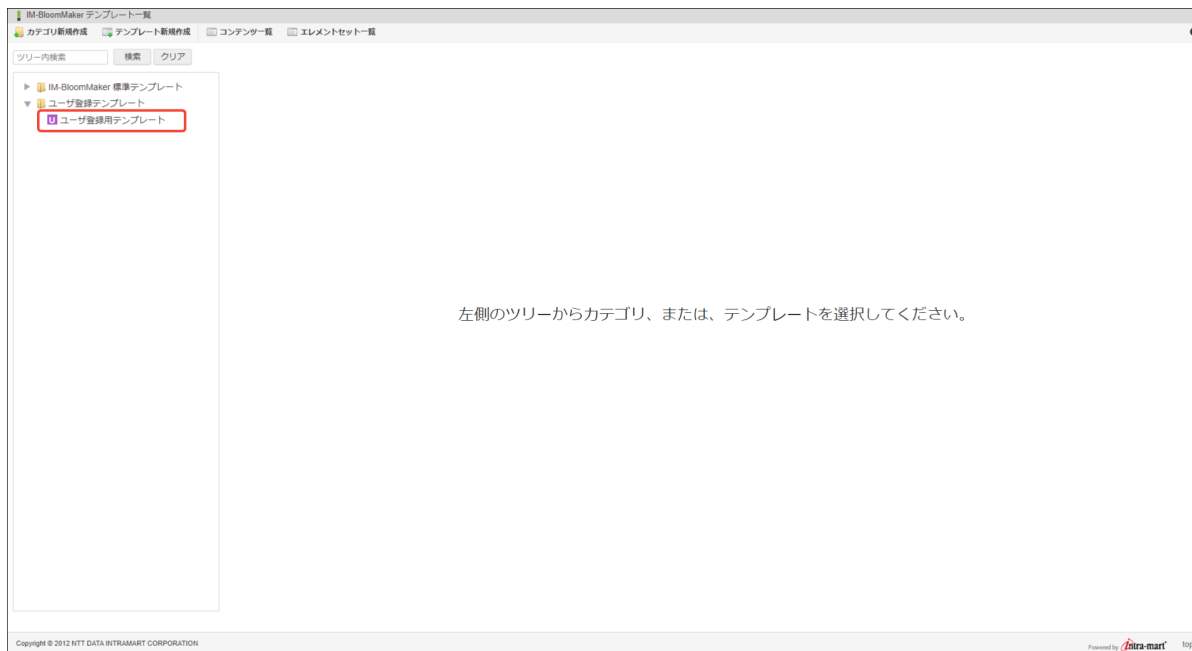 IM-BloomMaker テンプレート一覧
カテゴリ新規作成 テンプレート新規作成 コンテンツ一覧 エレメントセット一覧
ツリー内検索 検索 クリア
IM-BloomMaker 標準テンプレート
ユーザ登録テンプレート
U ユーザ登録用テンプレート
左側のツリーからカテゴリ、または、テンプレートを選択してください。
Copyright © 2012 NTT DATA INTRAMART CORPORATION
Powered by intra-mart top